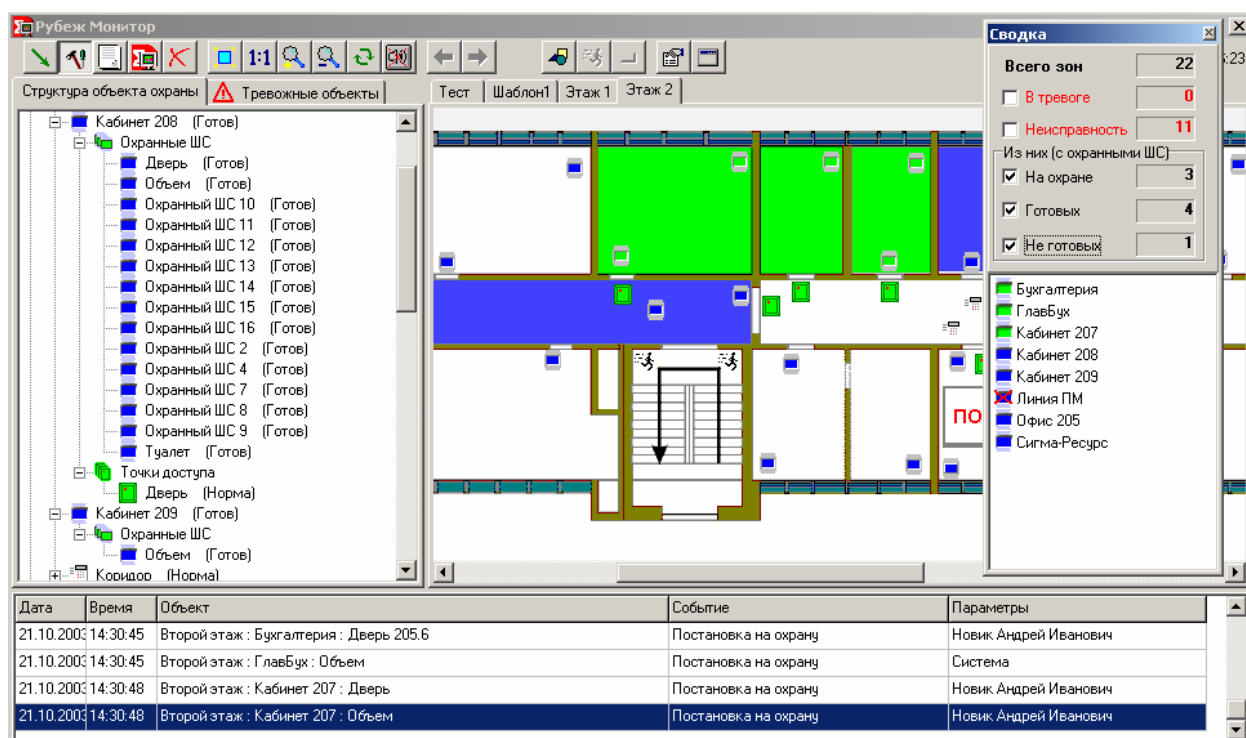 Рубеж Монитор
1:1
Структура объекта охраны
Тревожные объекты
Тест
Шаблон1
Этаж 1
Этаж 2
Кабинет 208 (Готов)
Охранные ШС
Дверь (Готов)
Объем (Готов)
Охранный ШС 10 (Готов)
Охранный ШС 11 (Готов)
Охранный ШС 12 (Готов)
Охранный ШС 13 (Готов)
Охранный ШС 14 (Готов)
Охранный ШС 15 (Готов)
Охранный ШС 16 (Готов)
Охранный ШС 2 (Готов)
Охранный ШС 4 (Готов)
Охранный ШС 7 (Готов)
Охранный ШС 8 (Готов)
Охранный ШС 9 (Готов)
Туалет (Готов)
Точки доступа
Дверь (Норма)
Кабинет 209 (Готов)
Охранные ШС
Объем (Готов)
Коридор (Норма)
ПО
Сводка
:23
Всего зон 22
В тревоге 0
Неисправность 11
Из них (с охранными ШС)
На охране 3
Готовых 4
Не готовых 1
Бухгалтерия
ГлавБух
Кабинет 207
Кабинет 208
Кабинет 209
Линия ПМ
Офис 205
Сигма-Ресурс
Дата Время Объект Событие Параметры
21.10.2003 14:30:45 Второй этаж : Бухгалтерия : Дверь 205.6 Постановка на охрану Новик Андрей Иванович
21.10.2003 14:30:45 Второй этаж : ГлавБух : Объем Постановка на охрану Система
21.10.2003 14:30:48 Второй этаж : Кабинет 207 : Дверь Постановка на охрану Новик Андрей Иванович
21.10.2003 14:30:48 Второй этаж : Кабинет 207 : Объем Постановка на охрану Новик Андрей Иванович